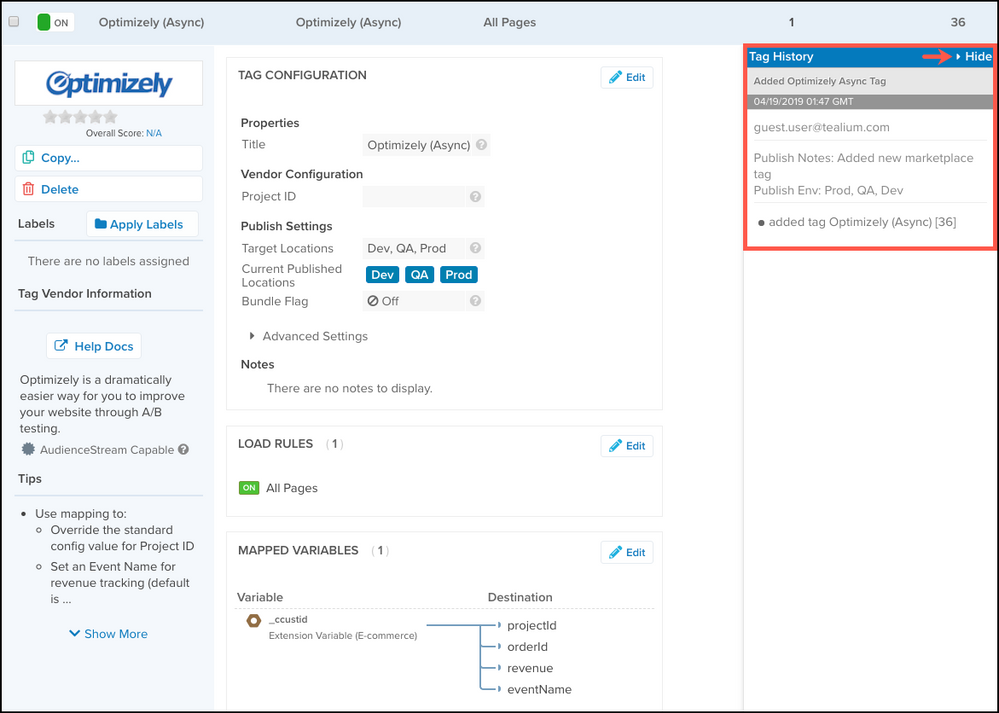 ON Optimizely (Async) Optimizely (Async) All Pages 1 36
Optimizely
Overall Score: N/A
Copy...
Delete
Labels Apply Labels
There are no labels assigned
Tag Vendor Information
Help Docs
Optimizely is a dramatically
easier way for you to improve
your website through A/B
testing.
AudienceStream Capable ?
Tips
• Use mapping to:
Override the standard
config value for Project ID
Set an Event Name for
revenue tracking (default
is ...
Show More
TAG CONFIGURATION Edit
Properties
Title Optimizely (Async) ?
Vendor Configuration
Project ID ?
Publish Settings
Target Locations Dev, QA, Prod ?
Current Published
Locations
Dev QA Prod
Bundle Flag Off ?
Advanced Settings
Notes
There are no notes to display.
LOAD RULES (1) Edit
ON All Pages
MAPPED VARIABLES (1) Edit
Variable Destination
_ccustid
Extension Variable (E-commerce)
projectId
orderId
revenue
eventName
Tag History Hide
Added Optimizely Async Tag
04/19/2019 01:47 GMT
guest.user@tealium.com
Publish Notes: Added new marketplace
tag
Publish Env: Prod, QA, Dev
• added tag Optimizely (Async) [36]